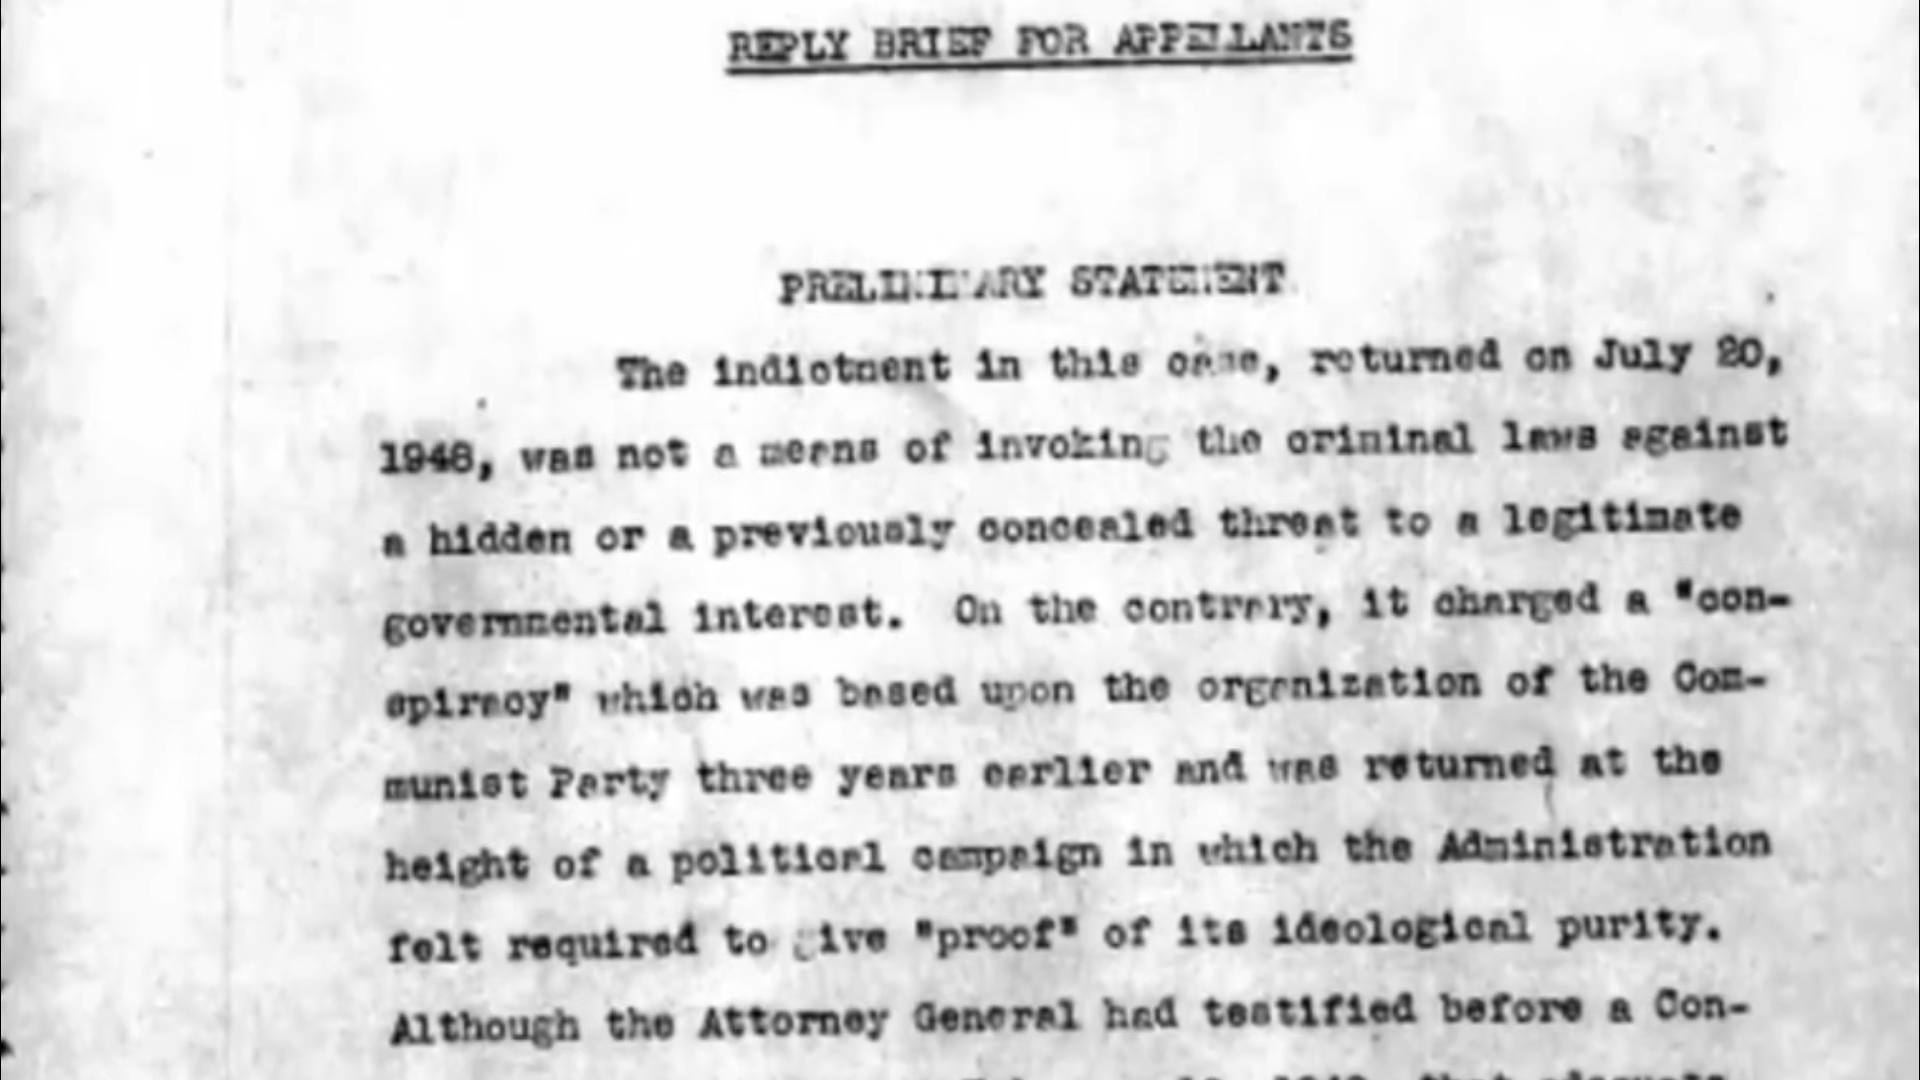 REPLY BRIEF FOR APPELLANTS
PRELIMINARY STATEMENT
The indictment in this case, returned on July 20,
1948, was not a means of invoking the criminal laws against
a hidden or a previously concealed threat to a legitimate
governmental interest. On the contrary, it charged a "con-
spiracy" which was based upon the organization of the Com-
munist Party three years earlier and was returned at the
height of a political campaign in which the Administration
felt required to give "proof" of its ideological purity.
Although the Attorney General had testified before a Con-
that adequate